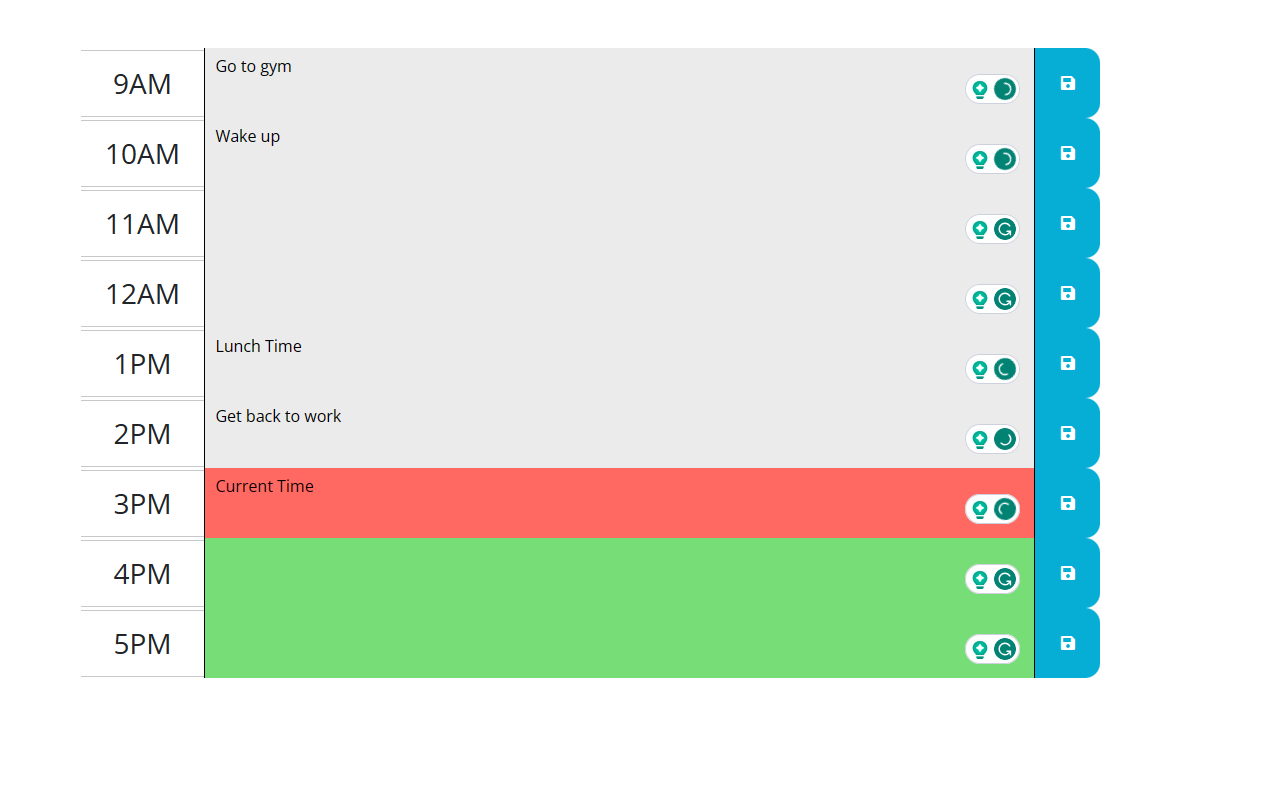 9AM
Go to gym
10AM
Wake up
11AM
12AM
1PM
Lunch Time
2PM
Get back to work
3PM
Current Time
4PM
5PM